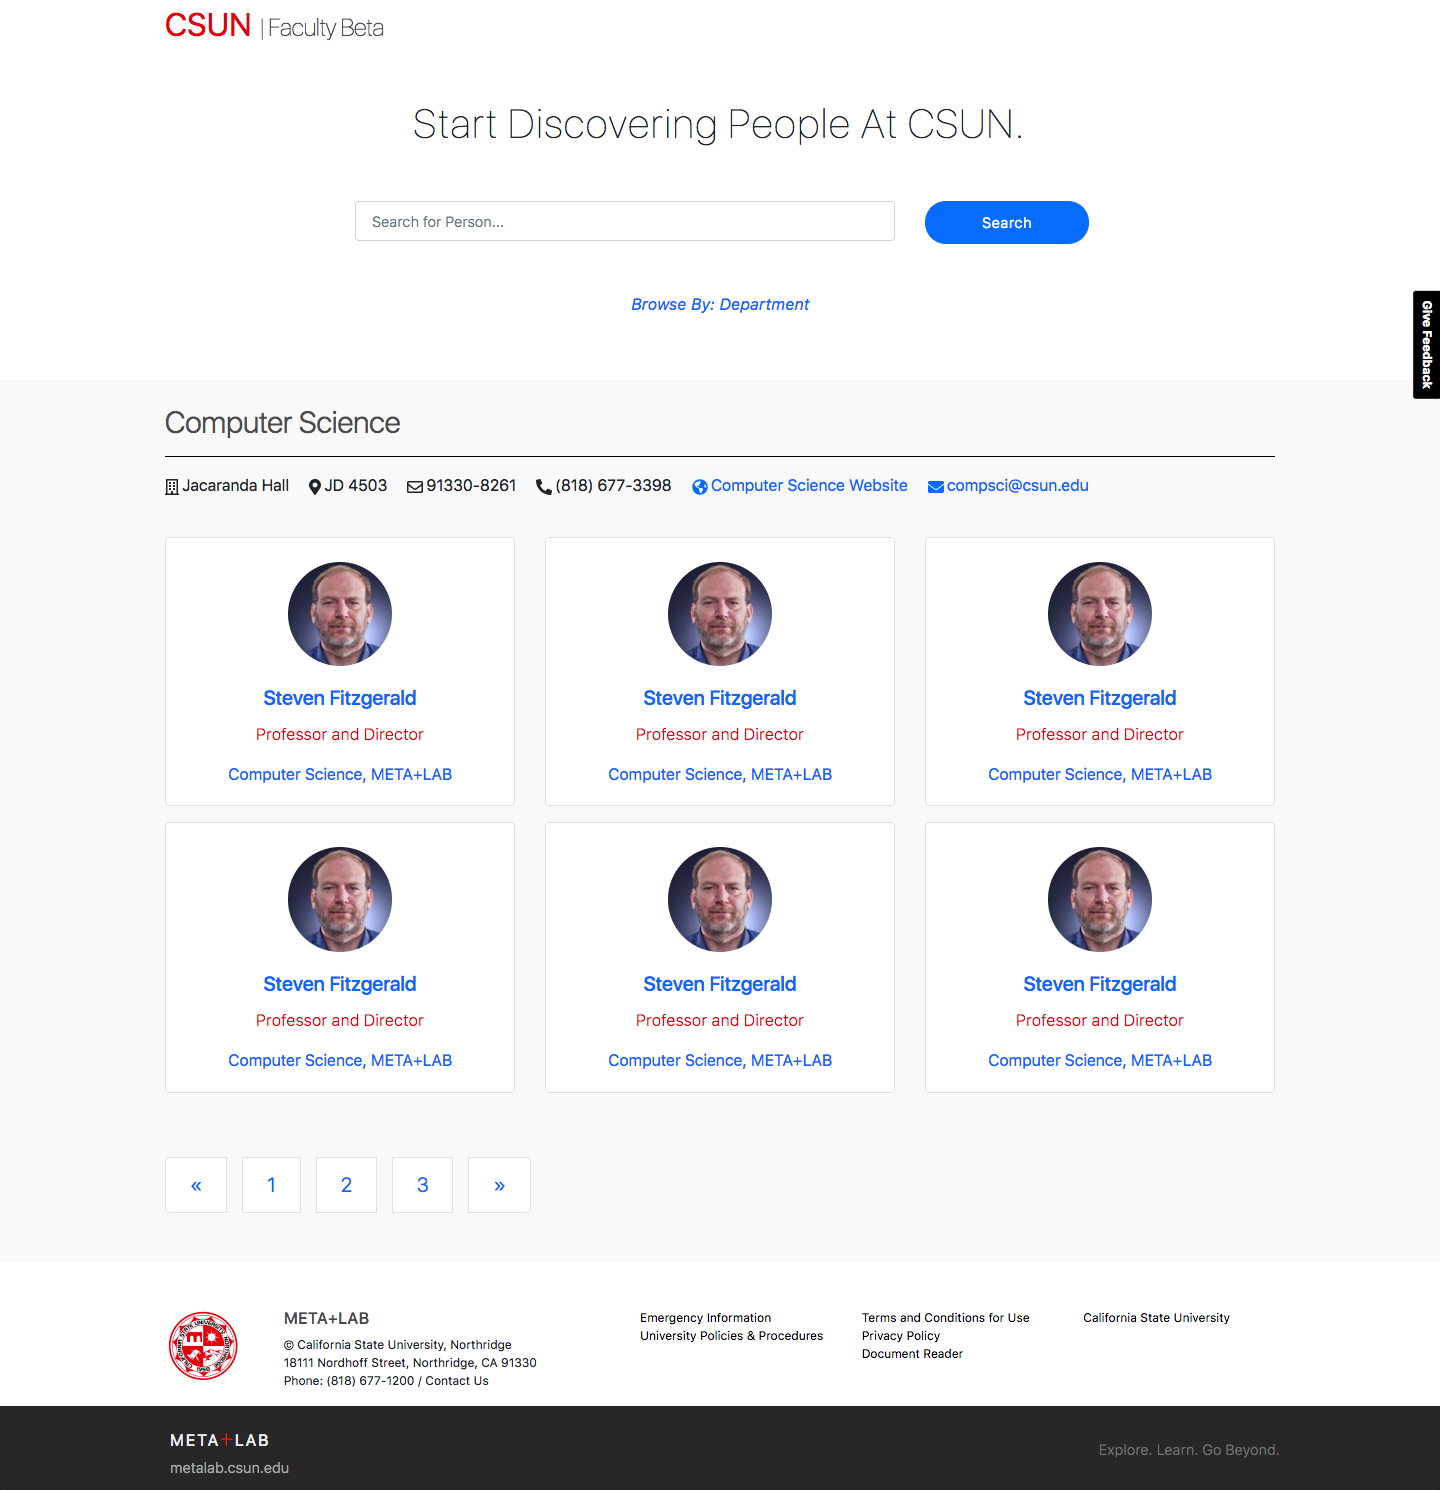 CSUN | Faculty Beta
Start Discovering People At CSUN.
Search for Person...
Search
Browse By: Department
Give Feedback
Computer Science
Jacaranda Hall JD 4503 91330-8261 (818) 677-3398 Computer Science Website compsci@csun.edu
Steven Fitzgerald
Professor and Director
Computer Science, META+LAB
Steven Fitzgerald
Professor and Director
Computer Science, META+LAB
Steven Fitzgerald
Professor and Director
Computer Science, META+LAB
Steven Fitzgerald
Professor and Director
Computer Science, META+LAB
Steven Fitzgerald
Professor and Director
Computer Science, META+LAB
Steven Fitzgerald
Professor and Director
Computer Science, META+LAB
« 1 2 3 »
META+LAB
© California State University, Northridge
18111 Nordhoff Street, Northridge, CA 91330
Phone: (818) 677-1200 / Contact Us
Emergency Information
University Policies & Procedures
Terms and Conditions for Use
Privacy Policy
Document Reader
California State University
META+LAB
metalab.csun.edu
Explore. Learn. Go Beyond.